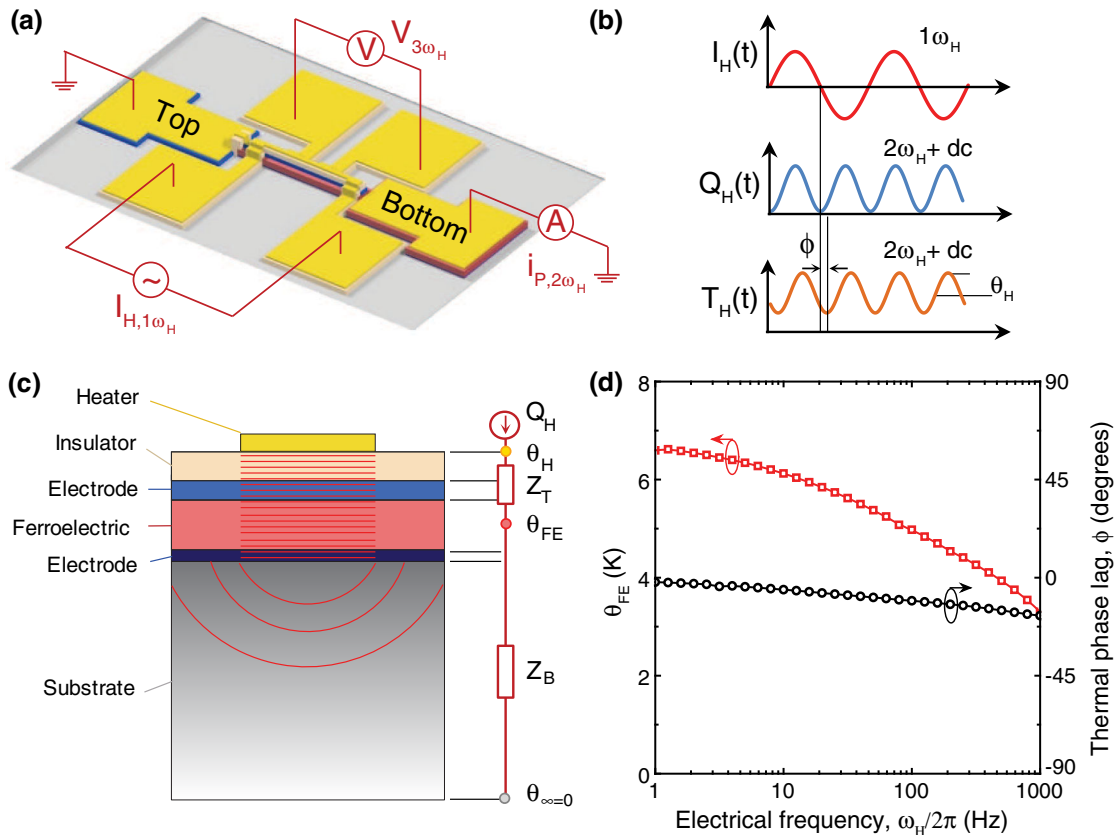 (a)
V3ωH
V
Top
Bottom
A
iP,2ωH
~
IH,1ωH
(b)
IH(t)
1ωH
QH(t)
2ωH+ dc
ϕ
2ωH+ dc
TH(t)
θH
(c)
Heater
Insulator
Electrode
Ferroelectric
Electrode
Substrate
QH
θH
ZT
θFE
ZB
θ∞=0
(d)
8
6
4
2
0
θFE (K)
90
45
0
-45
-90
Thermal phase lag, ϕ (degrees)
1
10
100
1000
Electrical frequency, ωH/2π (Hz)